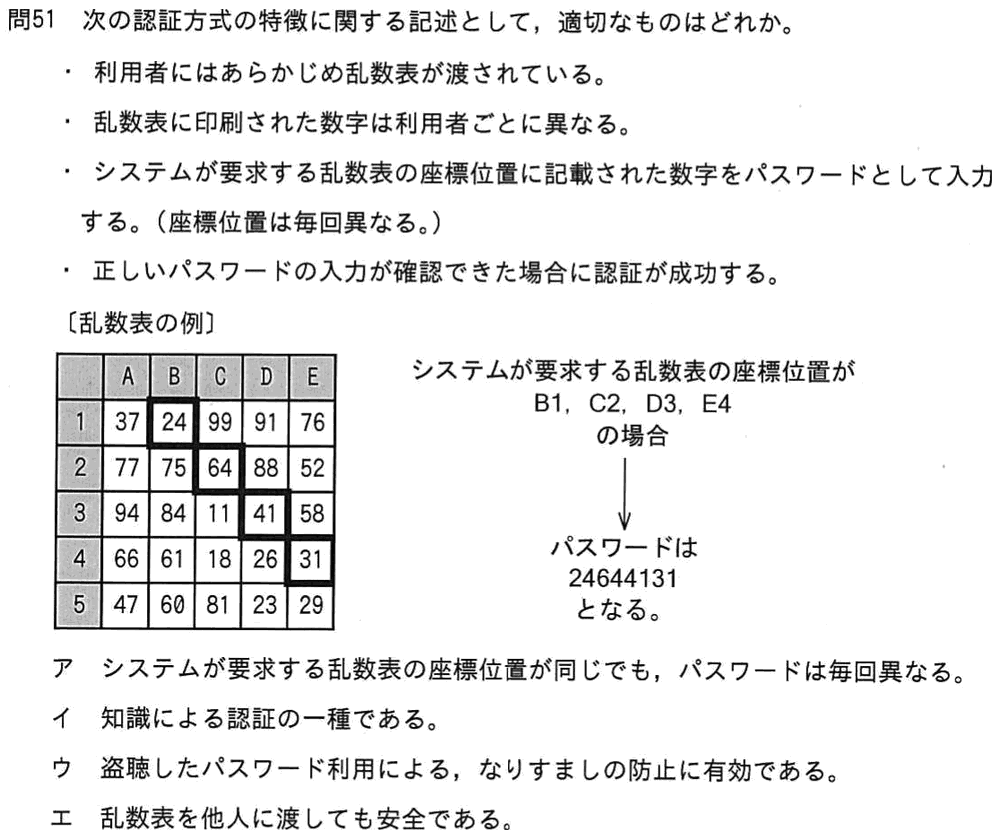 問51 次の認証方式の特徴に関する記述として，適切なものはどれか。
・ 利用者にはあらかじめ乱数表が渡されている。
・ 乱数表に印刷された数字は利用者ごとに異なる。
・ システムが要求する乱数表の座標位置に記載された数字をパスワードとして入力
する。（座標位置は毎回異なる。）
・ 正しいパスワードの入力が確認できた場合に認証が成功する。
〔乱数表の例〕
A B C D E
1 37 24 99 91 76
2 77 75 64 88 52
3 94 84 11 41 58
4 66 61 18 26 31
5 47 60 81 23 29
システムが要求する乱数表の座標位置が
B1, C2, D3, E4
の場合
パスワードは
24644131
となる。
ア システムが要求する乱数表の座標位置が同じでも，パスワードは毎回異なる。
イ 知識による認証の一種である。
ウ 盗聴したパスワード利用による，なりすましの防止に有効である。
エ 乱数表を他人に渡しても安全である。